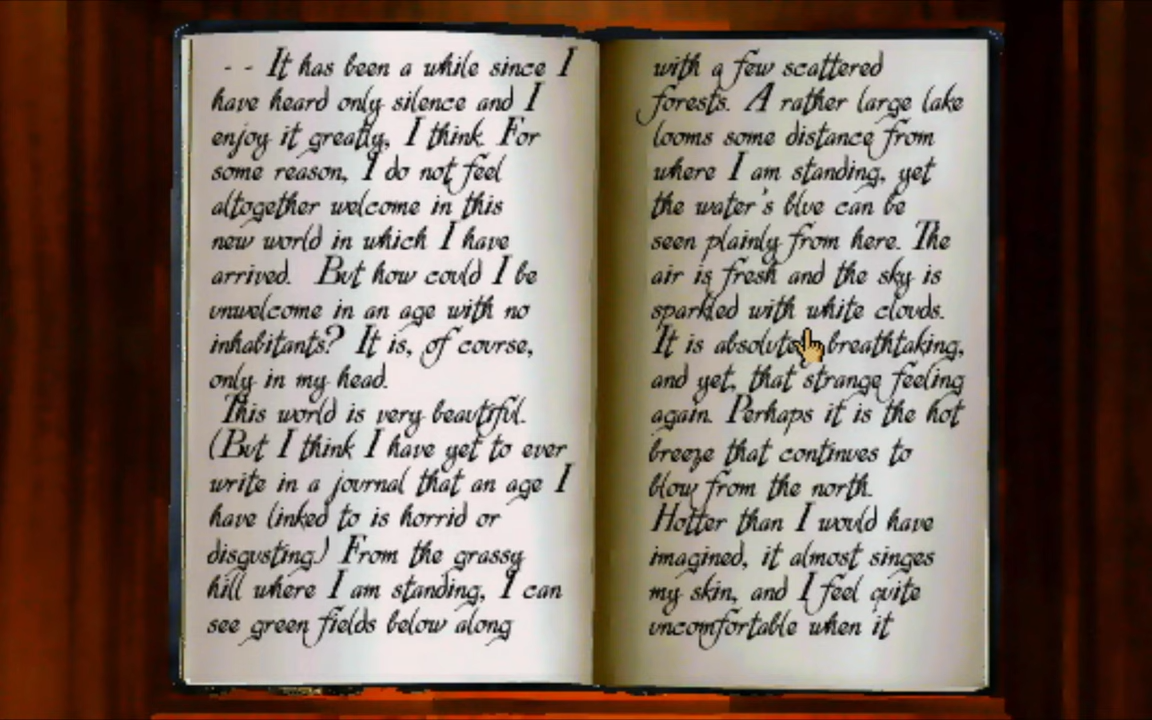 -- It has been a while since I
have heard only silence and I
enjoy it greatly, I think. For
some reason, I do not feel
altogether welcome in this
new world in which I have
arrived. But how could I be
unwelcome in an age with no
inhabitants? It is, of course,
only in my head.
This world is very beautiful.
(But I think I have yet to ever
write in a journal that an age I
have linked to is horrid or
disgusting.) From the grassy
hill where I am standing, I can
see green fields below along
with a few scattered
forests. A rather large lake
looms some distance from
where I am standing, yet
the water's blue can be
seen plainly from here. The
air is fresh and the sky is
sparkled with white clouds.
It is absolutely breathtaking,
and yet, that strange feeling
again. Perhaps it is the hot
breeze that continues to
blow from the north.
Hotter than I would have
imagined, it almost singes
my skin, and I feel quite
uncomfortable when it